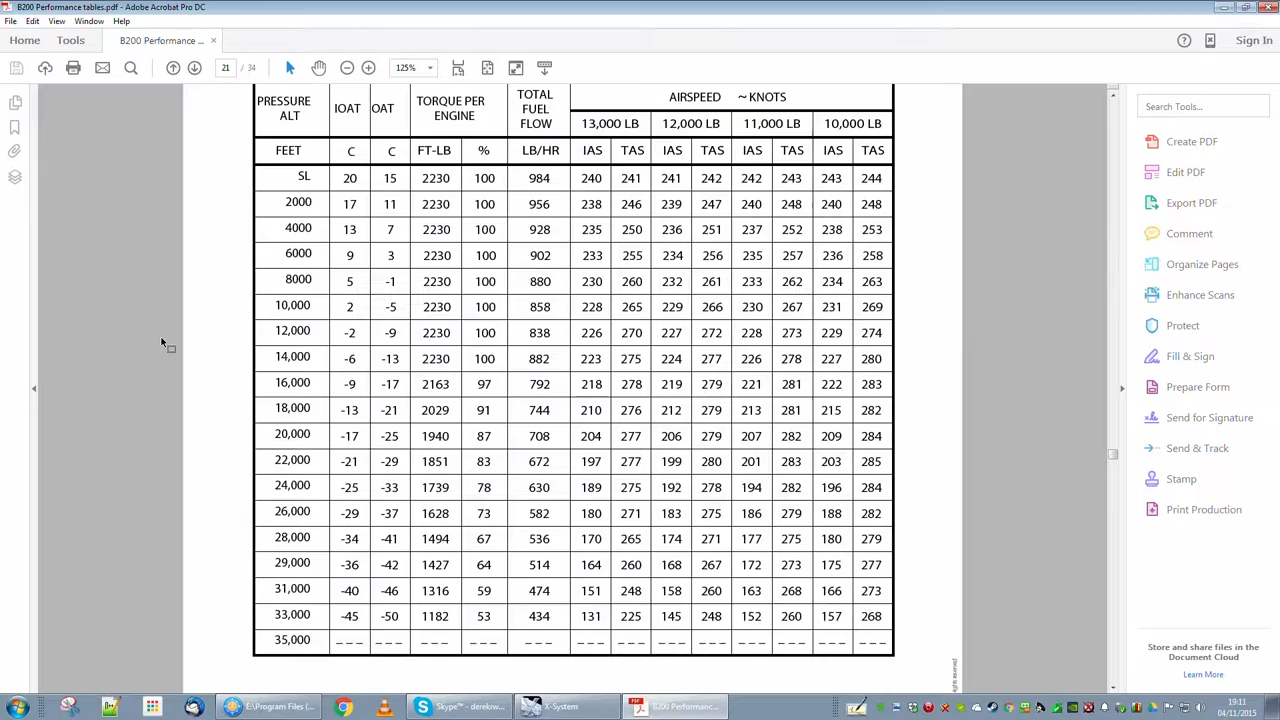 B200 Performance tables.pdf - Adobe Acrobat Pro DC
File Edit View Window Help
Home Tools B200 Performance ... × Sign In
21 / 34 125%
PRESSURE ALT IOAT OAT TORQUE PER ENGINE TOTAL FUEL FLOW AIRSPEED ~ KNOTS
13,000 LB 12,000 LB 11,000 LB 10,000 LB
FEET C C FT-LB % LB/HR IAS TAS IAS TAS IAS TAS IAS TAS
SL 20 15 2230 100 984 240 241 241 242 242 243 243 244
2000 17 11 2230 100 956 238 246 239 247 240 248 240 248
4000 13 7 2230 100 928 235 250 236 251 237 252 238 253
6000 9 3 2230 100 902 233 255 234 256 235 257 236 258
8000 5 -1 2230 100 880 230 260 232 261 233 262 234 263
10,000 2 -5 2230 100 858 228 265 229 266 230 267 231 269
12,000 -2 -9 2230 100 838 226 270 227 272 228 273 229 274
14,000 -6 -13 2230 100 882 223 275 224 277 226 278 227 280
16,000 -9 -17 2163 97 792 218 278 219 279 221 281 222 283
18,000 -13 -21 2029 91 744 210 276 212 279 213 281 215 282
20,000 -17 -25 1940 87 708 204 277 206 279 207 282 209 284
22,000 -21 -29 1851 83 672 197 277 199 280 201 283 203 285
24,000 -25 -33 1739 78 630 189 275 192 278 194 282 196 284
26,000 -29 -37 1628 73 582 180 271 183 275 186 279 188 282
28,000 -34 -41 1494 67 536 170 265 174 271 177 275 180 279
29,000 -36 -42 1427 64 514 164 260 168 267 172 273 175 277
31,000 -40 -46 1316 59 474 151 248 158 260 163 268 166 273
33,000 -45 -50 1182 53 434 131 225 145 248 152 260 157 268
35,000 --- --- --- --- --- --- --- --- --- --- --- --- ---
Search Tools...
Create PDF
Edit PDF
Export PDF
Comment
Organize Pages
Enhance Scans
Protect
Fill & Sign
Prepare Form
Send for Signature
Send & Track
Stamp
Print Production
Store and share files in the
Document Cloud
Learn More
E:\Program Files (... Skype™ - derekiw... X-System B200 Performanc...
19:11
04/11/2015